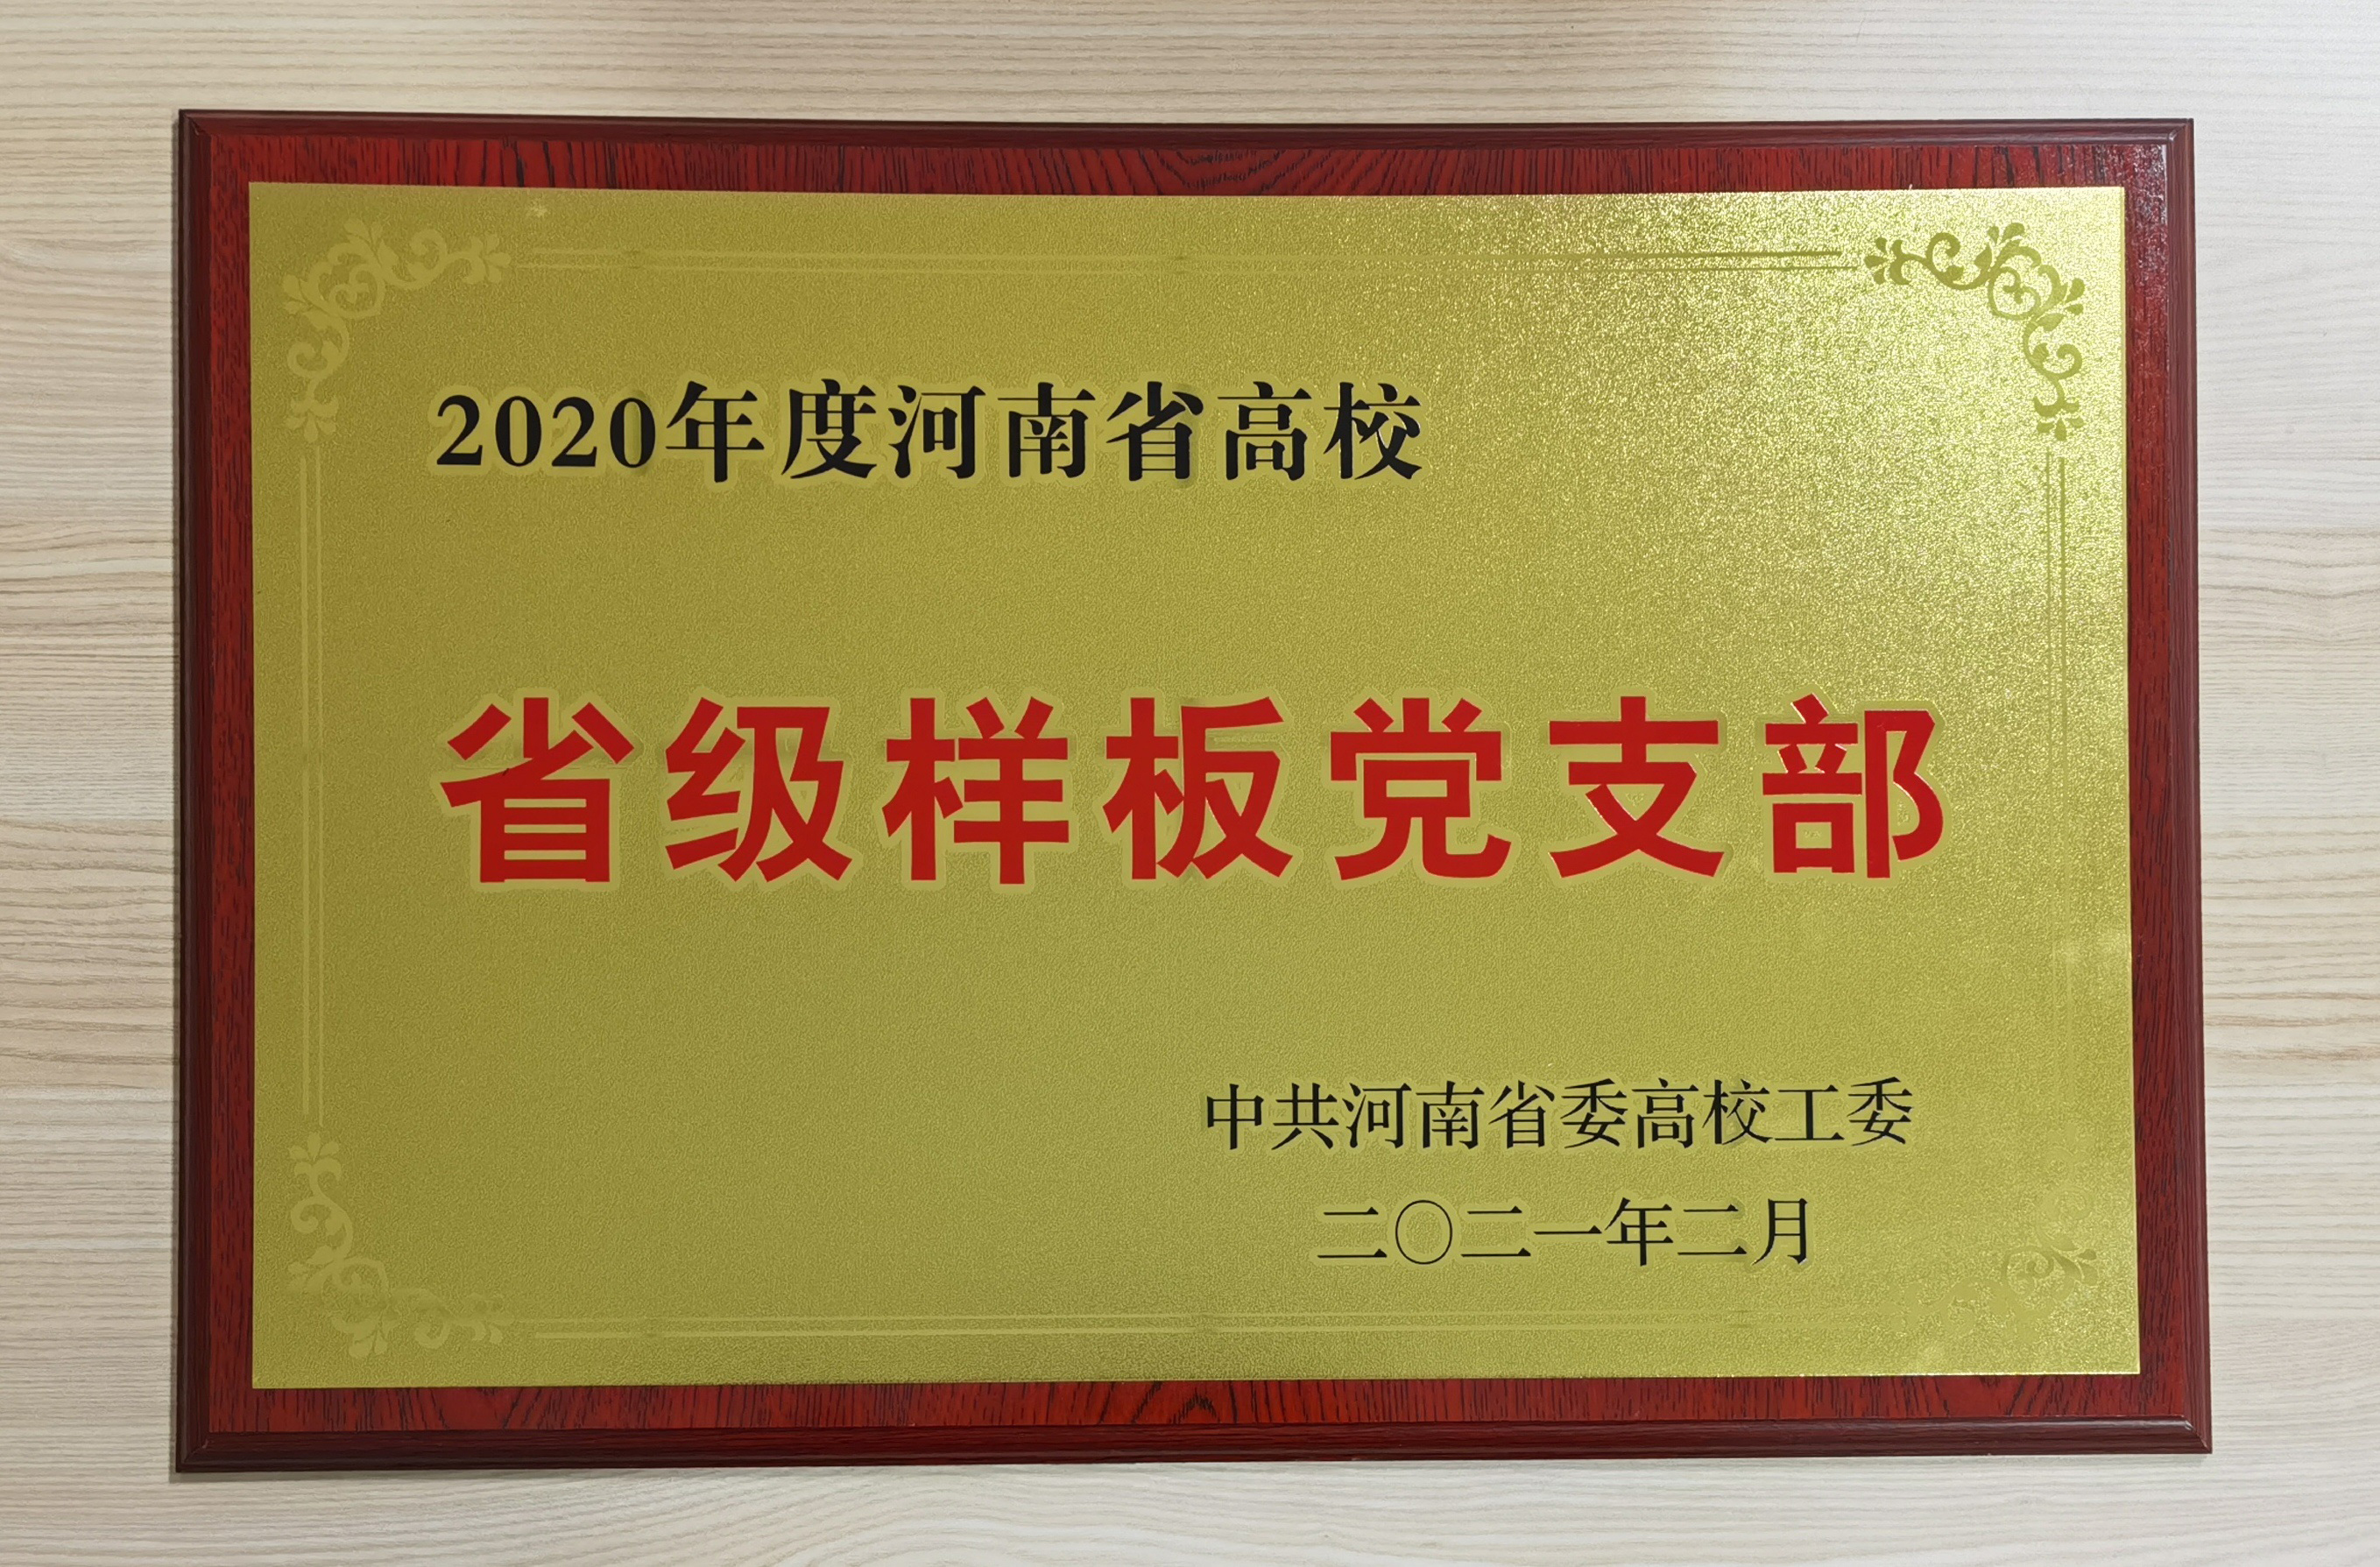 2020年度河南省高校
省级样板党支部
中共河南省委高校工委
二〇二一年二月